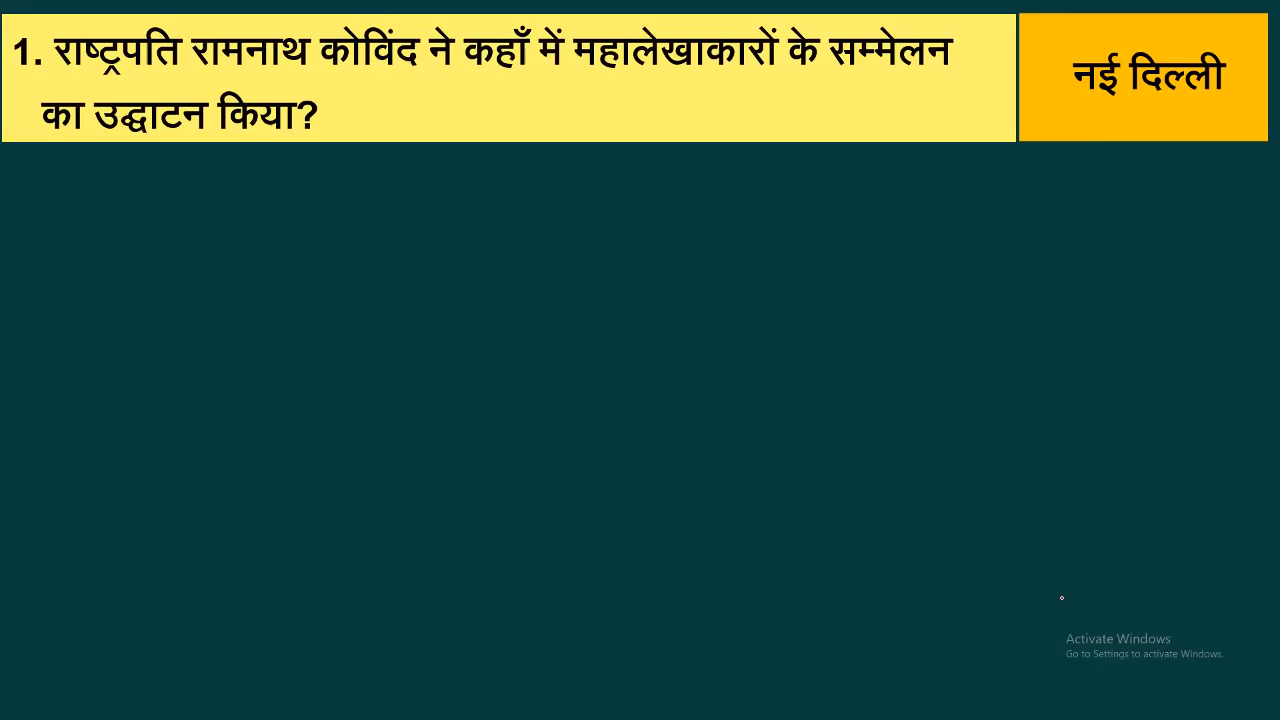 1. राष्ट्रपति रामनाथ कोविंद ने कहाँ में महालेखाकारों के सम्मेलन
का उद्घाटन किया?
नई दिल्ली
Activate Windows
Go to Settings to activate Windows.